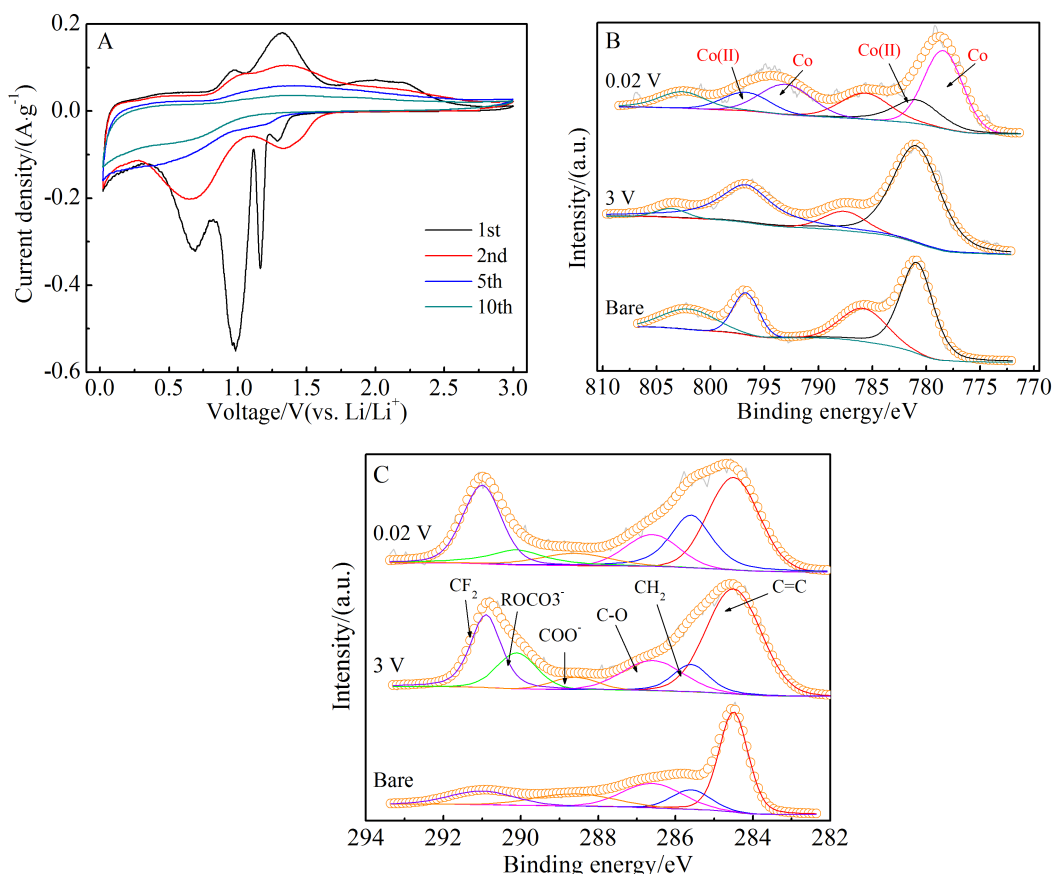 A
Current density/(A·g⁻¹)
0.2
0.0
-0.2
-0.4
-0.6
1st
2nd
5th
10th
0.0 0.5 1.0 1.5 2.0 2.5 3.0
Voltage/V(vs. Li/Li⁺)
B
Intensity/(a.u.)
Co(II) Co Co(II) Co
0.02 V
3 V
Bare
810 805 800 795 790 785 780 775 770
Binding energy/eV
C
Intensity/(a.u.)
0.02 V
CF₂ ROCO3⁻ COO⁻ C-O CH₂ C=C
3 V
Bare
294 292 290 288 286 284 282
Binding energy/eV